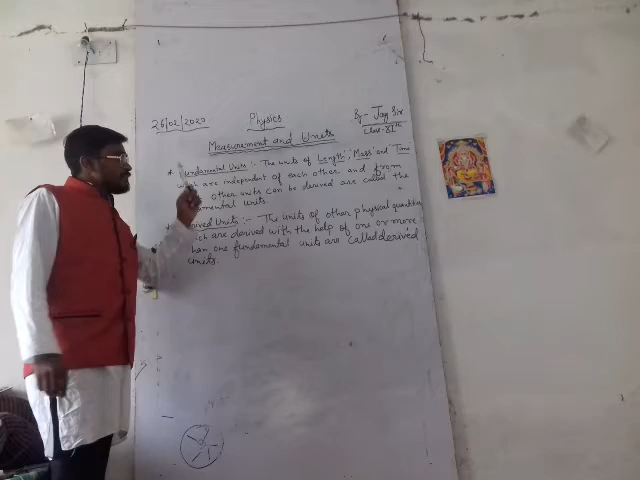 26/02/2020 Physics By- Jay Sir
Class-XIth
Measurement and Units
* Fundamental Units :- The units of Length, Mass and Time
which are independent of each other and from
other units can be derived are called the
mental units
Derived Units :- The units of other physical quantities
which are derived with the help of one or more
than one fundamental units are called derived
units.